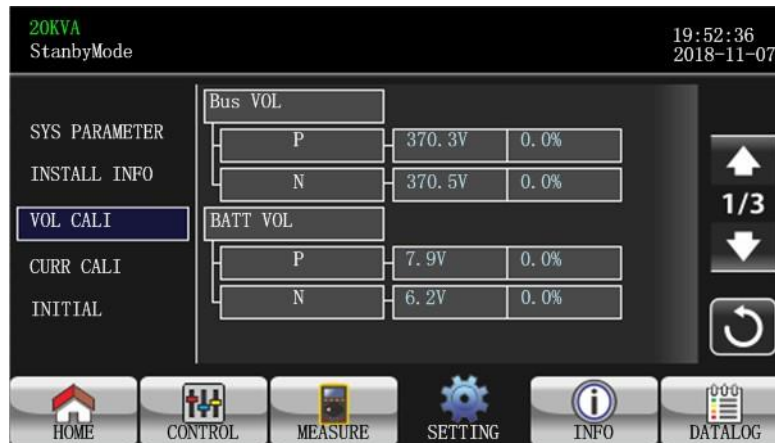 20KVA
StanbyMode
19:52:36
2018-11-07
SYS PARAMETER
INSTALL INFO
VOL CALI
CURR CALI
INITIAL
Bus VOL
P 370.3V 0.0%
N 370.5V 0.0%
BATT VOL
P 7.9V 0.0%
N 6.2V 0.0%
1/3
HOME CONTROL MEASURE SETTING INFO DATALOG